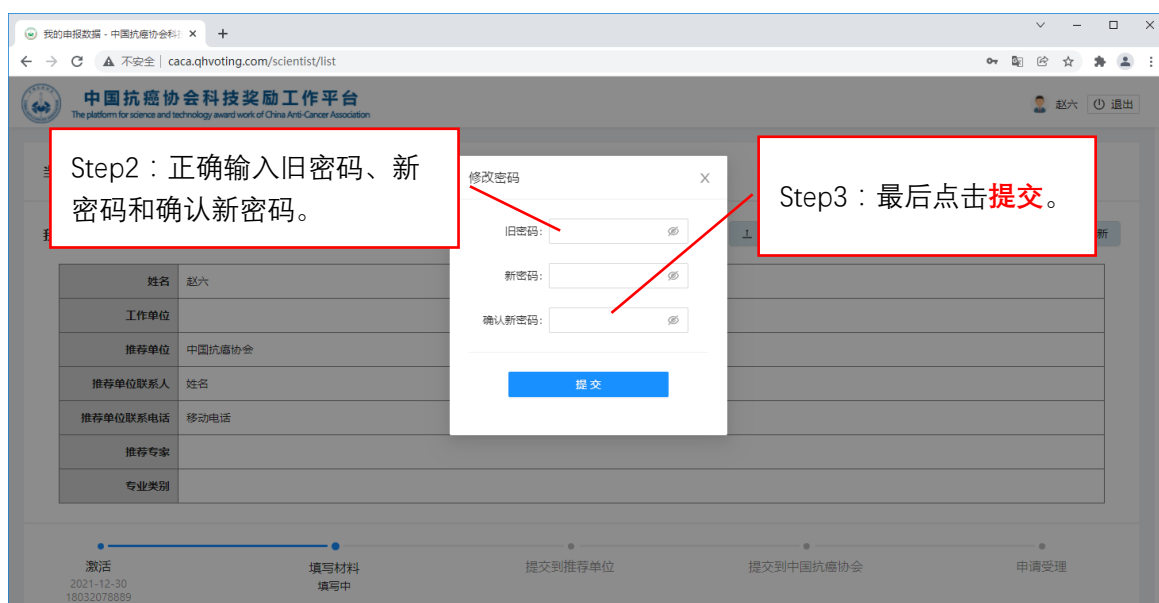 我的申报数据 - 中国抗癌协会科
不安全 | caca.qhvoting.com/scientist/list
中国抗癌协会科技奖励工作平台
The platform for science and technology award work of China Anti-Cancer Association
赵六 退出
Step2：正确输入旧密码、新
密码和确认新密码。
修改密码
Step3：最后点击提交。
旧密码:
新
新密码:
确认新密码:
提 交
姓名 赵六
工作单位
推荐单位 中国抗癌协会
推荐单位联系人 姓名
推荐单位联系电话 移动电话
推荐专家
专业类别
激活
填写材料
提交到推荐单位
提交到中国抗癌协会
申请受理
2021-12-30
填写中
18032078889